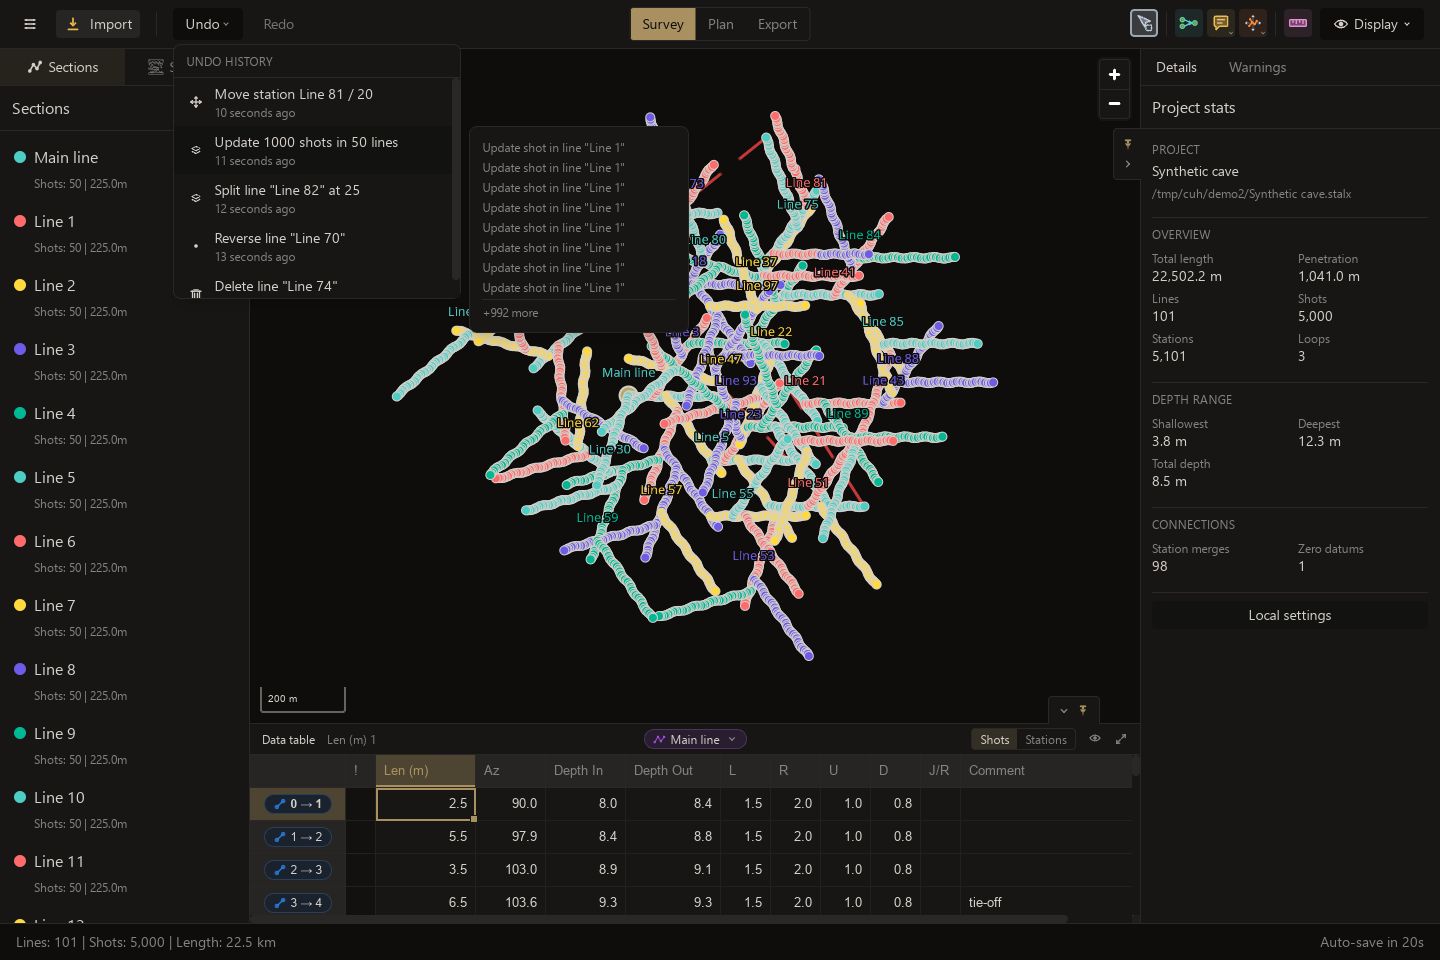 Import
Undo
Redo
Survey
Plan
Export
Display
Sections
UNDO HISTORY
Move station Line 81 / 20
10 seconds ago
Update 1000 shots in 50 lines
11 seconds ago
Split line "Line 82" at 25
12 seconds ago
Reverse line "Line 70"
13 seconds ago
Delete line "Line 74"
Update shot in line "Line 1"
Update shot in line "Line 1"
Update shot in line "Line 1"
Update shot in line "Line 1"
Update shot in line "Line 1"
Update shot in line "Line 1"
Update shot in line "Line 1"
Update shot in line "Line 1"
+992 more
Sections
Main line
Shots: 50 | 225.0m
Line 1
Shots: 50 | 225.0m
Line 2
Shots: 50 | 225.0m
Line 3
Shots: 50 | 225.0m
Line 4
Shots: 50 | 225.0m
Line 5
Shots: 50 | 225.0m
Line 6
Shots: 50 | 225.0m
Line 7
Shots: 50 | 225.0m
Line 8
Shots: 50 | 225.0m
Line 9
Shots: 50 | 225.0m
Line 10
Shots: 50 | 225.0m
Line 11
Shots: 50 | 225.0m
Line 81
Line 75
Line 84
Line 80
Line 37
Line 41
Line 97
Line 85
Line 22
Line 47
Line 88
Main line
Line 93
Line 21
Line 43
Line 23
Line 89
Line 62
Line 5
Line 30
Line 51
Line 57
Line 55
Line 59
Line 53
200 m
Data table
Len (m) 1
Main line
Shots
Stations
! Len (m) Az Depth In Depth Out L R U D J/R Comment
0 → 1 2.5 90.0 8.0 8.4 1.5 2.0 1.0 0.8
1 → 2 5.5 97.9 8.4 8.8 1.5 2.0 1.0 0.8
2 → 3 3.5 103.0 8.9 9.1 1.5 2.0 1.0 0.8
3 → 4 6.5 103.6 9.3 9.3 1.5 2.0 1.0 0.8 tie-off
Details
Warnings
Project stats
PROJECT
Synthetic cave
/tmp/cuh/demo2/Synthetic cave.stalx
OVERVIEW
Total length Penetration
22,502.2 m 1,041.0 m
Lines Shots
101 5,000
Stations Loops
5,101 3
DEPTH RANGE
Shallowest Deepest
3.8 m 12.3 m
Total depth
8.5 m
CONNECTIONS
Station merges Zero datums
98 1
Local settings
Lines: 101 | Shots: 5,000 | Length: 22.5 km
Auto-save in 20s